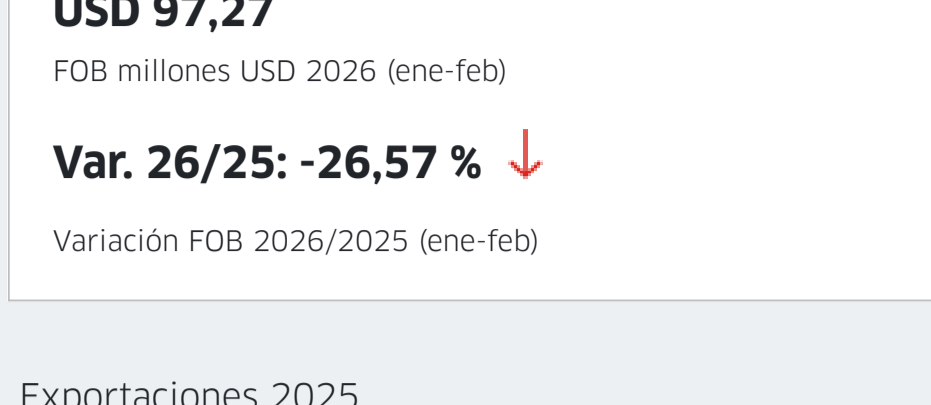 USD 97,27
FOB millones USD 2026 (ene-feb)
Var. 26/25: -26,57 %
Variación FOB 2026/2025 (ene-feb)
Exportaciones 2025